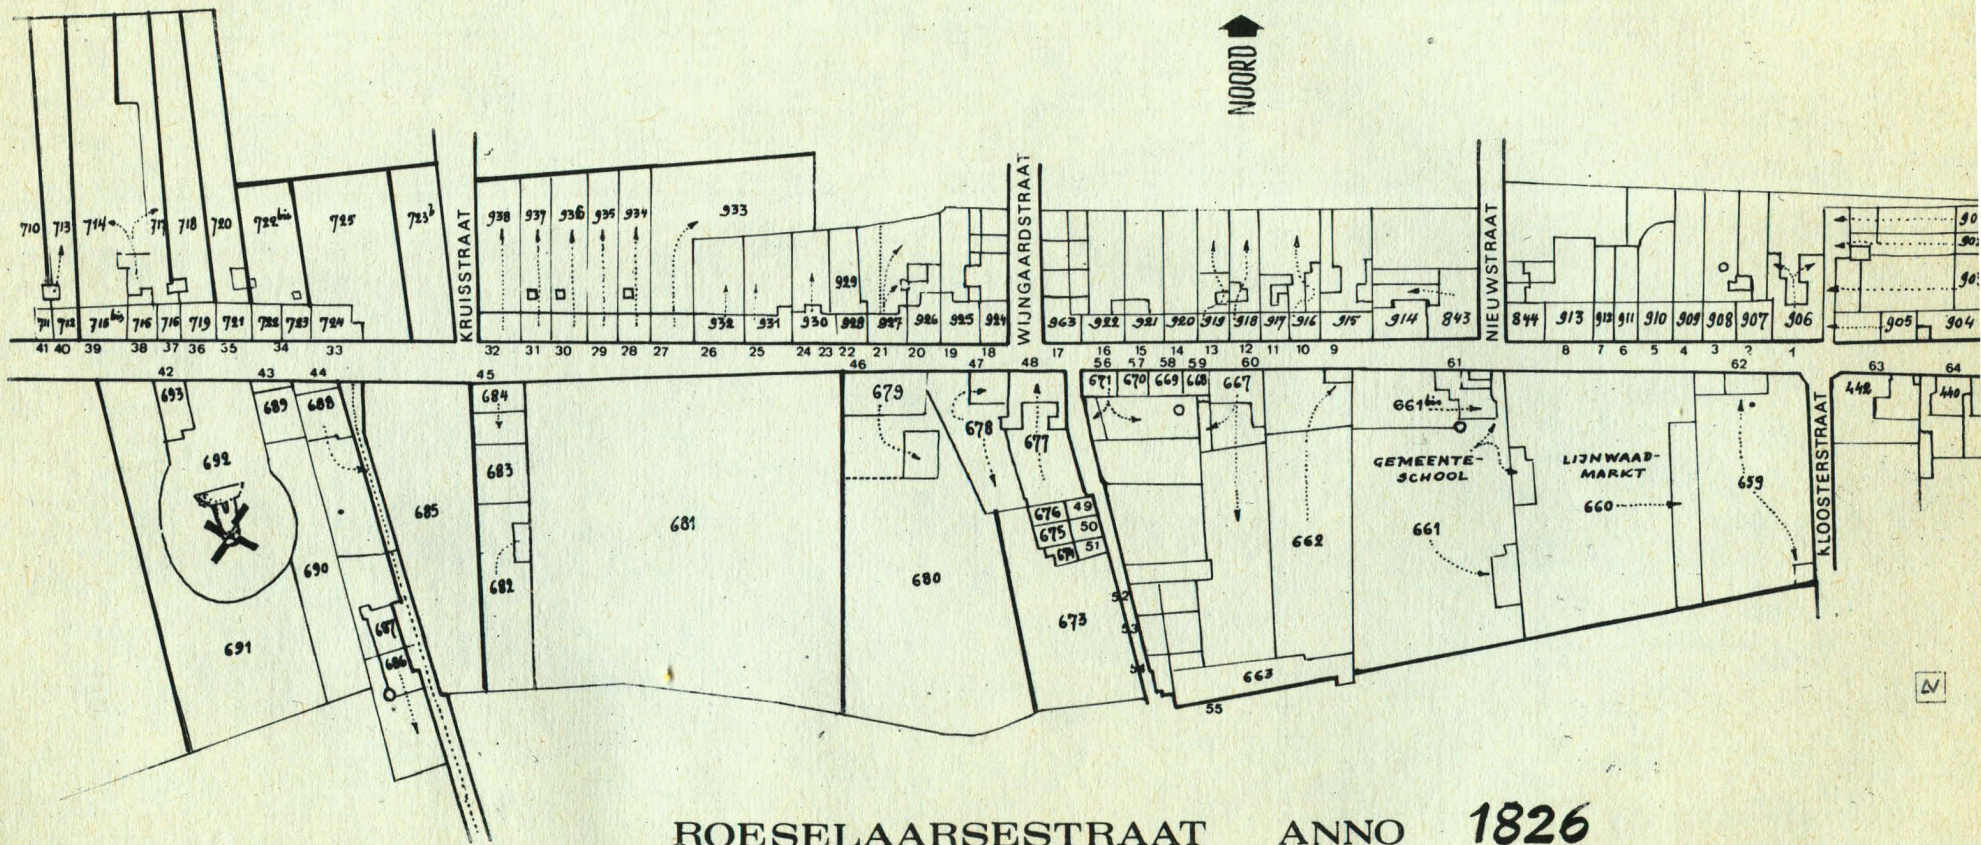 NOORD
KRUISSTRAAT
WIJNGAARDSTRAAT
NIEUWSTRAAT
710 713 714 717 718 720 722bis 725 723b
938 937 936 935 934 933
929
90
711 712 715bis 716 716 719 721 722 723 724
932 931 930 928 927 926 925 924
963 922 921 920 919 918 917 916 915 914 843
844 913 912 911 910 909 908 907 906
905 904
41 40 39 38 37 36 35 34 33
32 31 30 29 28 27 26 25 24 23 22 21 20 19 18
17 16 15 14 13 12 11 10 9
8 7 6 5 4 3 2 1
42 43 44 45 46 47 48 56 57 58 59 60 61 62 63 64
693 689 688 684 679 678 677 671 670 669 668 667 661bis 442 440
KLOOSTERSTRAAT
692 683
GEMEENTE-
SCHOOL
LIJNWAAD-
MARKT
685 681 676 49 662 661 660 659
675 50
674 51
690 682 680 52
673 53
687
691 686 54
663
55
ROESELAARSESTRAAT ANNO 1826